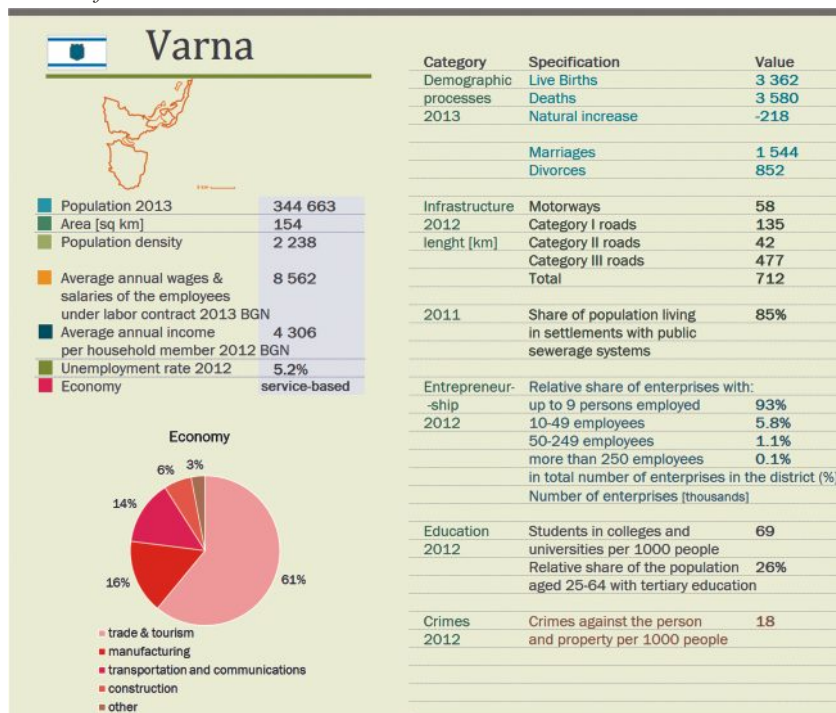 Varna
Population 2013 344 663
Area [sq km] 154
Population density 2 238
Average annual wages & 8 562
salaries of the employees
under labor contract 2013 BGN
Average annual income 4 306
per household member 2012 BGN
Unemployment rate 2012 5.2%
Economy service-based
Economy
3%
6%
14%
16%
61%
trade & tourism
manufacturing
transportation and communications
construction
other
Category Specification Value
Demographic Live Births 3 362
processes Deaths 3 580
2013 Natural increase -218
Marriages 1 544
Divorces 852
Infrastructure Motorways 58
2012 Category I roads 135
lenght [km] Category II roads 42
Category III roads 477
Total 712
2011 Share of population living 85%
in settlements with public
sewerage systems
Entrepreneur- Relative share of enterprises with:
-ship up to 9 persons employed 93%
2012 10-49 employees 5.8%
50-249 employees 1.1%
more than 250 employees 0.1%
in total number of enterprises in the district (%)
Number of enterprises [thousands]
Education Students in colleges and 69
2012 universities per 1000 people
Relative share of the population 26%
aged 25-64 with tertiary education
Crimes Crimes against the person 18
2012 and property per 1000 people